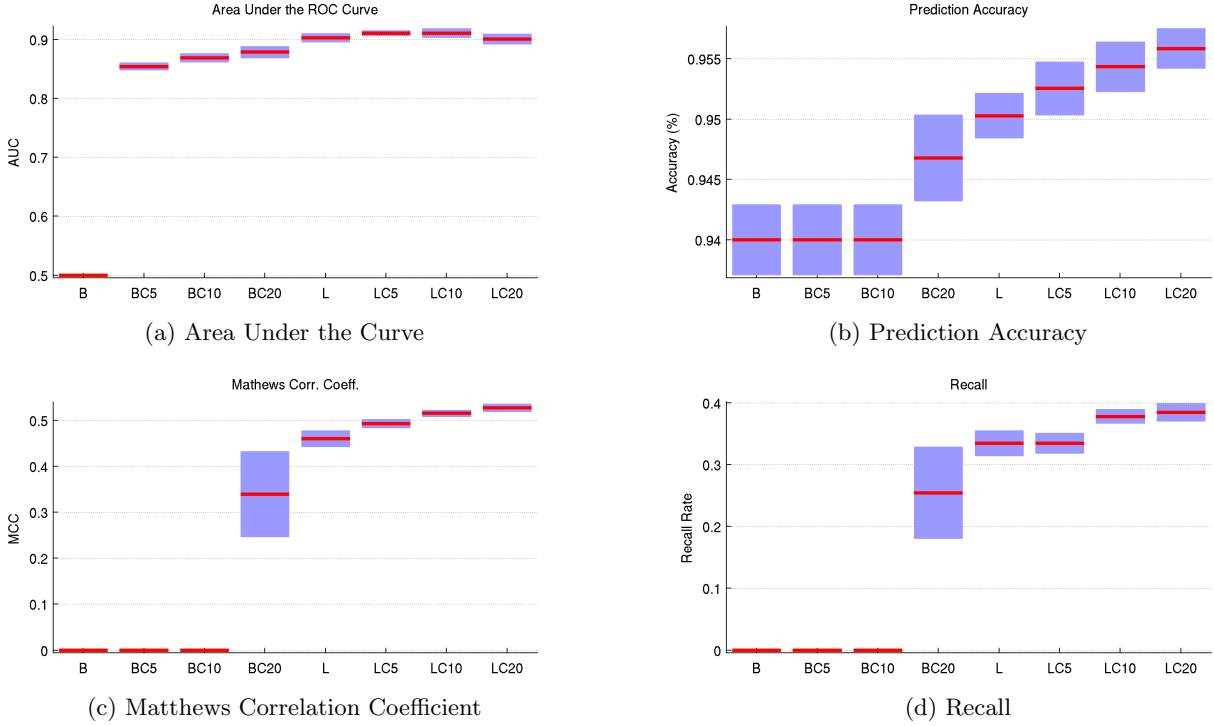 Area Under the ROC Curve
AUC
0.9
0.8
0.7
0.6
0.5
B BC5 BC10 BC20 L LC5 LC10 LC20
(a) Area Under the Curve
Prediction Accuracy
Accuracy (%)
0.955
0.95
0.945
0.94
B BC5 BC10 BC20 L LC5 LC10 LC20
(b) Prediction Accuracy
Mathews Corr. Coeff.
MCC
0.5
0.4
0.3
0.2
0.1
0
B BC5 BC10 BC20 L LC5 LC10 LC20
(c) Matthews Correlation Coefficient
Recall
Recall Rate
0.4
0.3
0.2
0.1
0
B BC5 BC10 BC20 L LC5 LC10 LC20
(d) Recall